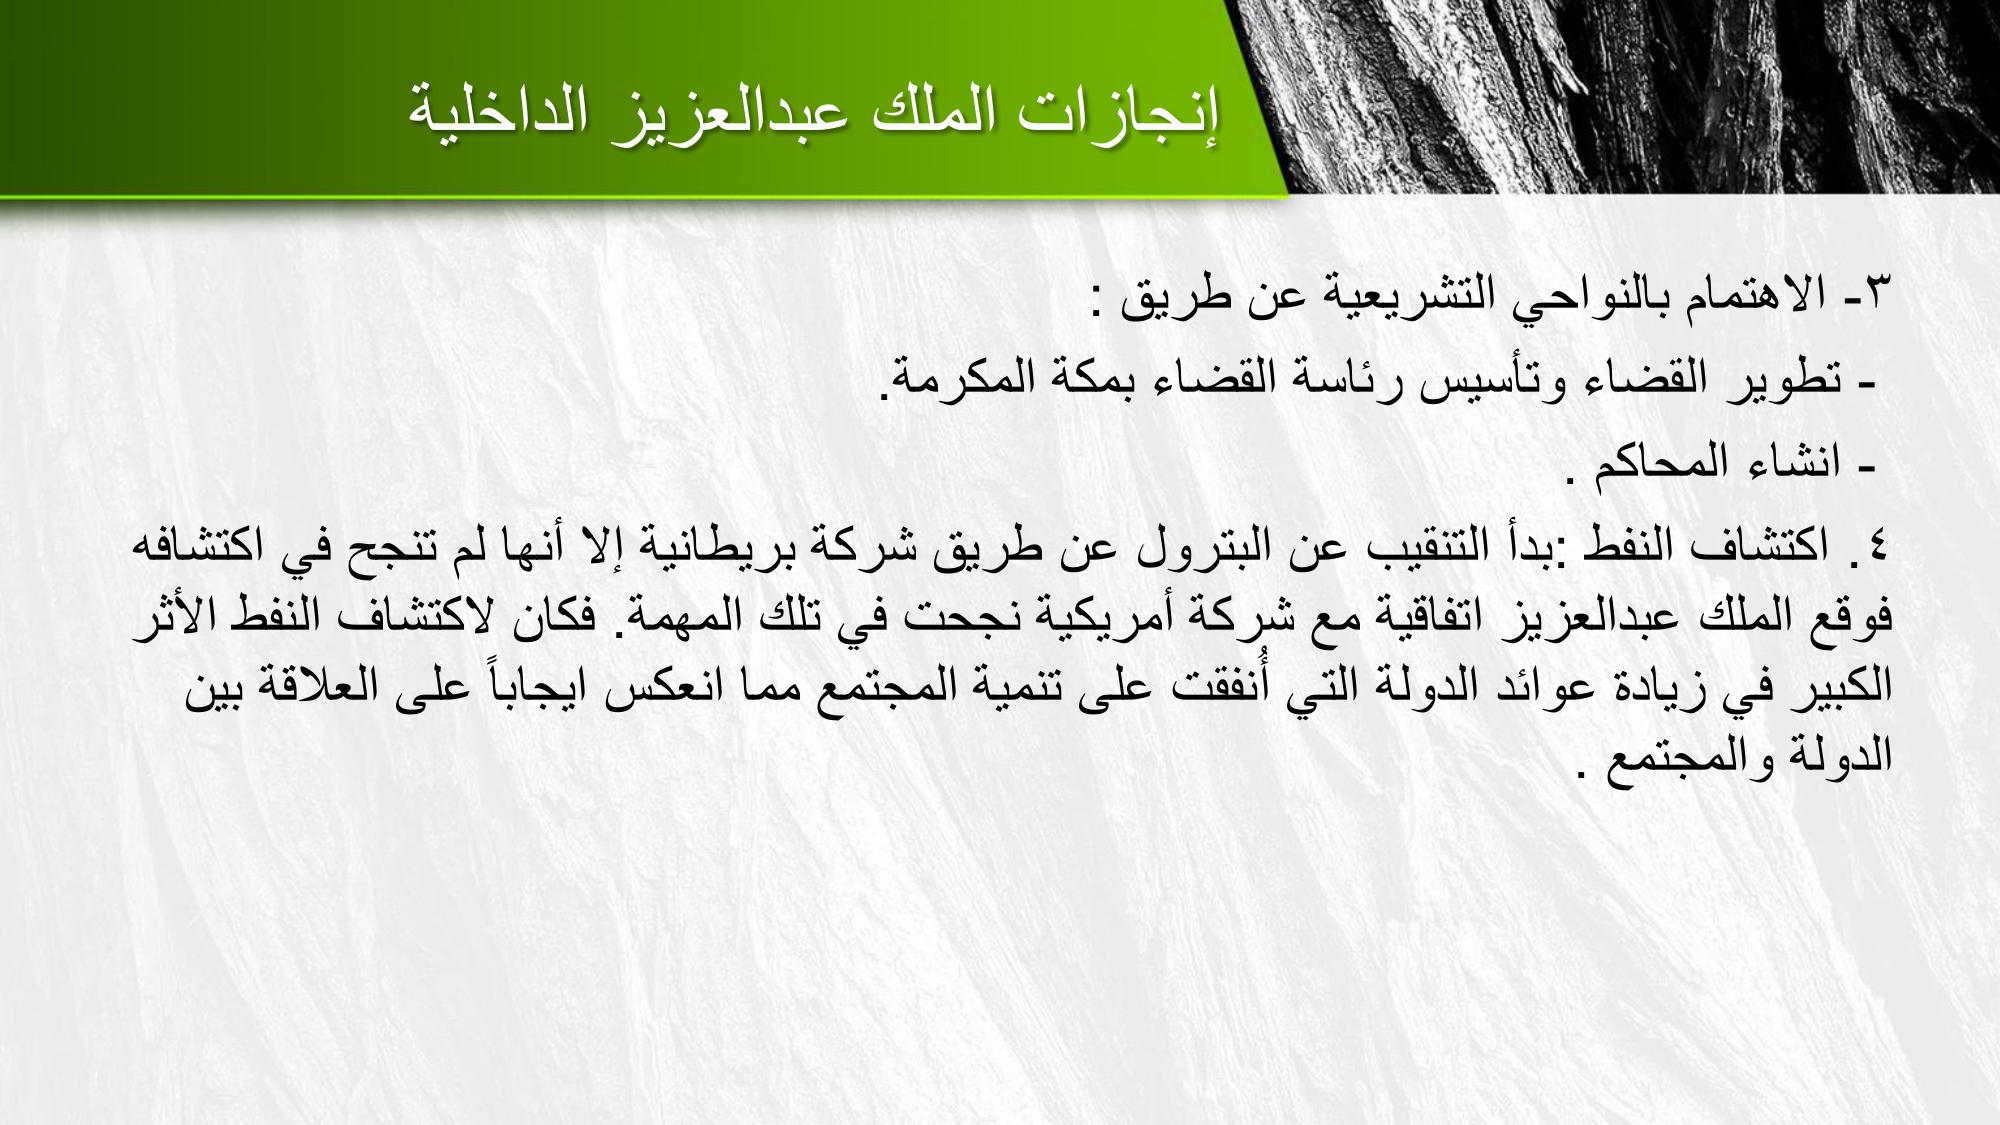 إنجازات الملك عبدالعزيز الداخلية
٣- الاهتمام بالنواحي التشريعية عن طريق :
- تطوير القضاء وتأسيس رئاسة القضاء بمكة المكرمة.
- انشاء المحاكم .
٤. اكتشاف النفط :بدأ التنقيب عن البترول عن طريق شركة بريطانية إلا أنها لم تنجح في اكتشافه
فوقع الملك عبدالعزيز اتفاقية مع شركة أمريكية نجحت في تلك المهمة. فكان لاكتشاف النفط الأثر
الكبير في زيادة عوائد الدولة التي أُنفقت على تنمية المجتمع مما انعكس ايجاباً على العلاقة بين
الدولة والمجتمع .